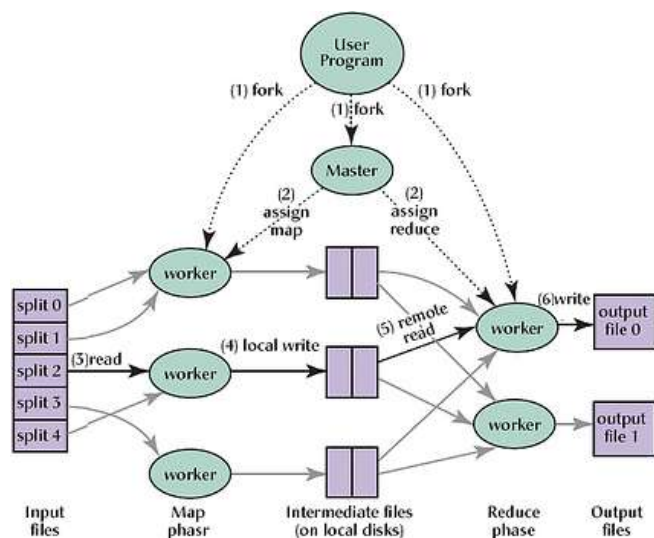 User
Program
(1) fork
(1) fork
(1) fork
Master
(2)
assign
map
(2)
assign
reduce
worker
split 0
split 1
split 2
split 3
split 4
(3)read
worker
(4) local write
(5) remote
read
worker
(6)write
output
file 0
worker
output
file 1
worker
Input
files
Map
phasr
Intermediate files
(on local disks)
Reduce
phase
Output
files